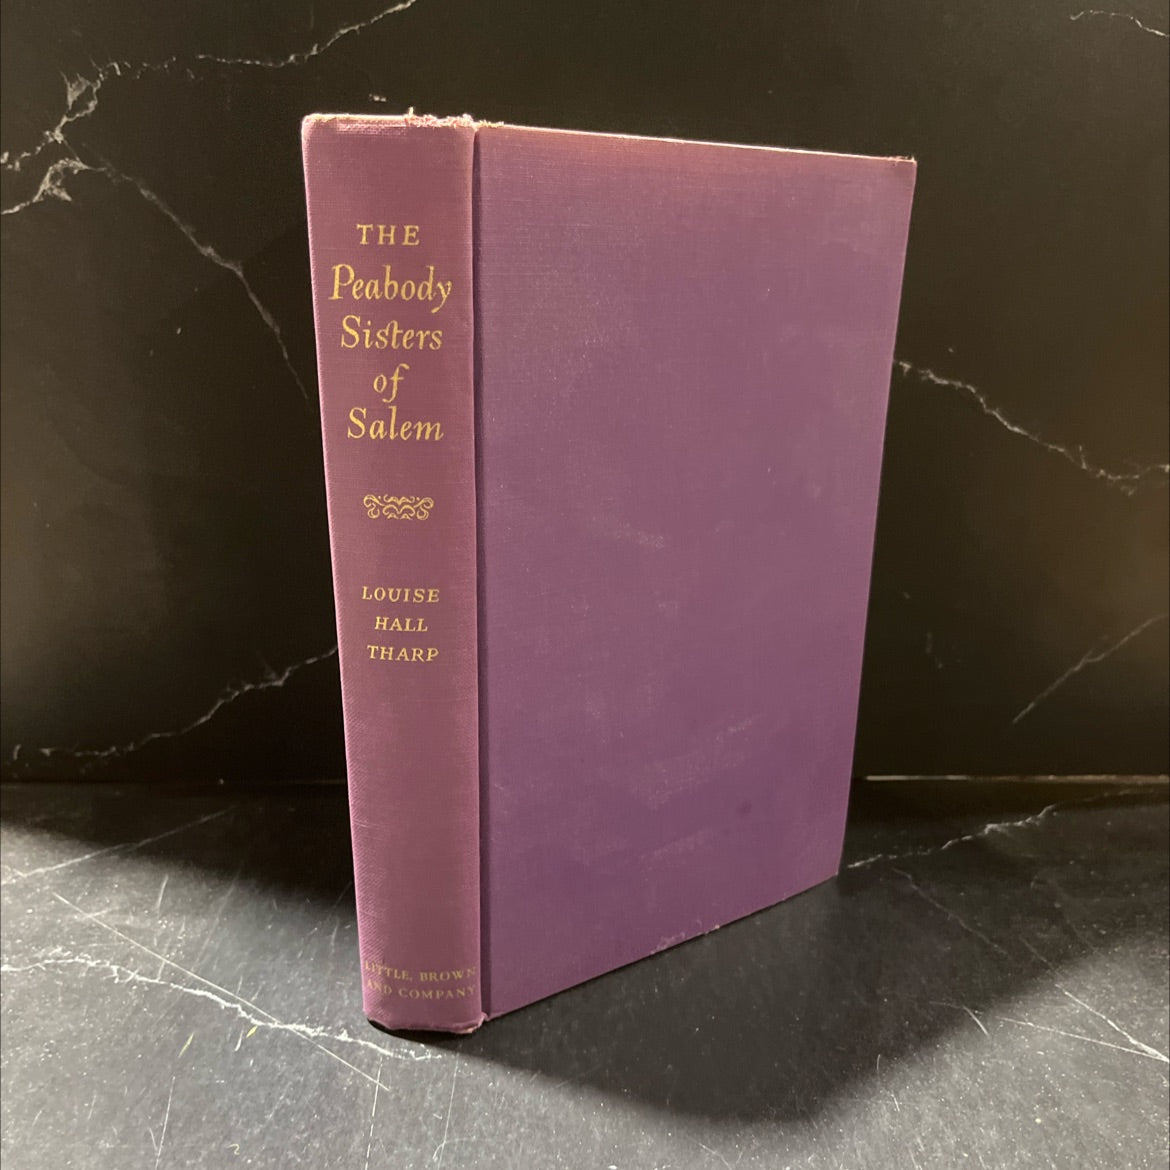 THE
Peabody
Sisters
of
Salem
LOUISE
HALL
THARP
LITTLE, BROWN
AND COMPANY